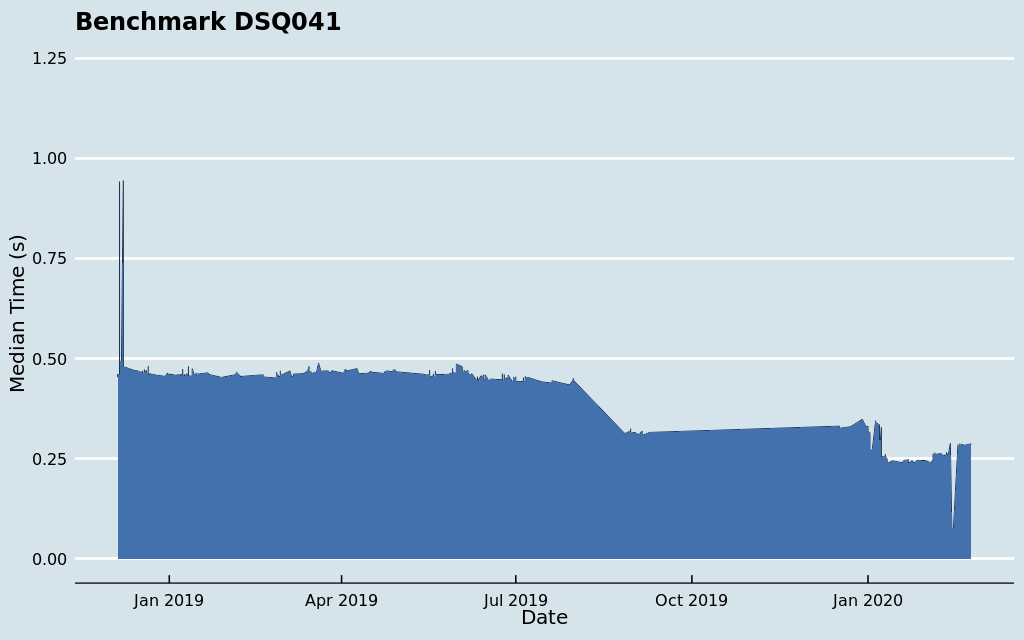 Benchmark DSQ041
1.25
1.00
0.75
0.50
0.25
0.00
Median Time (s)
Jan 2019
Apr 2019
Jul 2019
Oct 2019
Jan 2020
Date